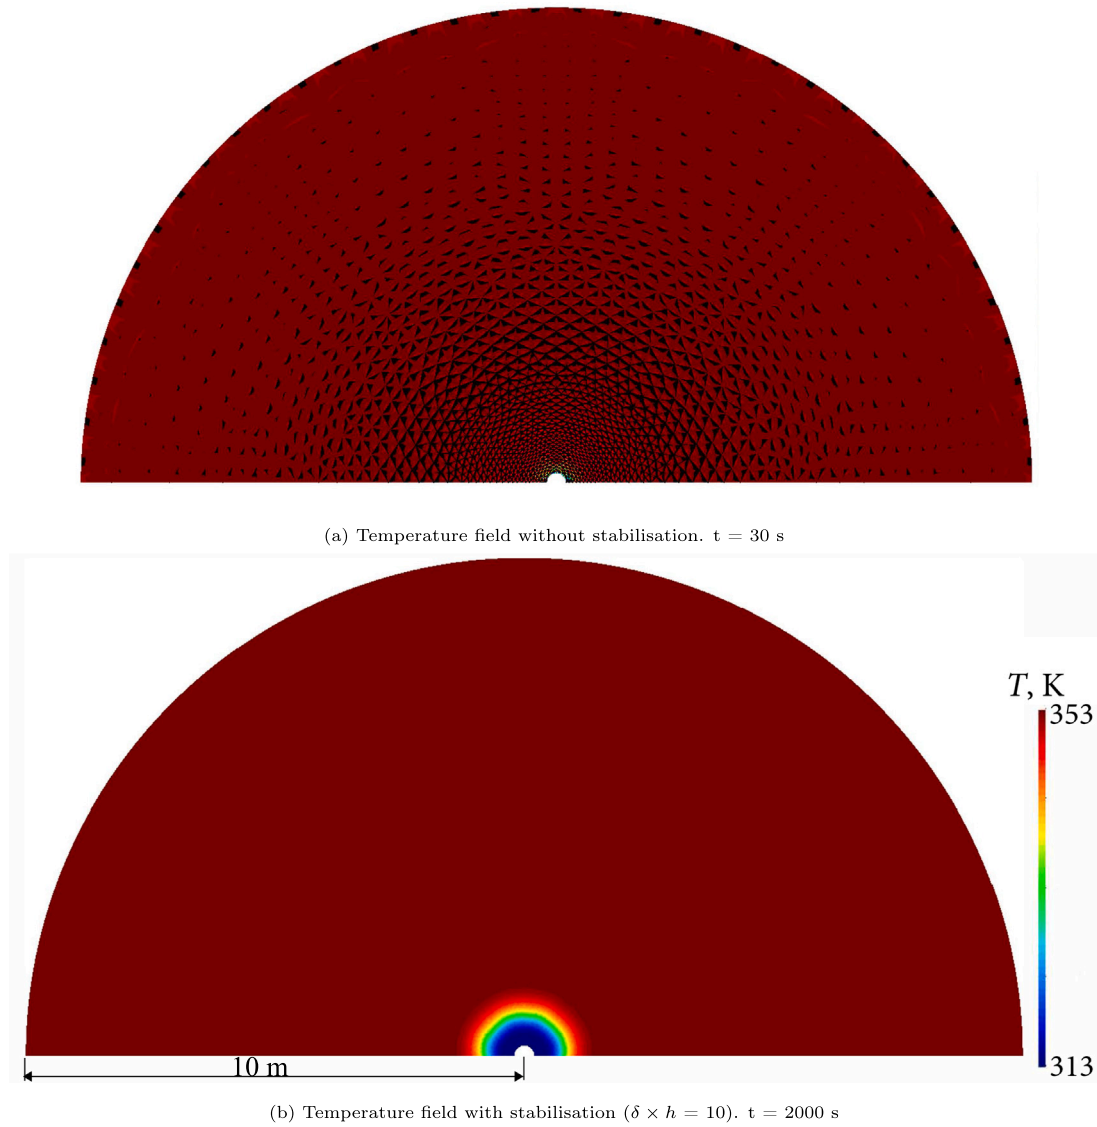 (a) Temperature field without stabilisation. t = 30 s
T, K
353
313
10 m
(b) Temperature field with stabilisation (δ × h = 10). t = 2000 s